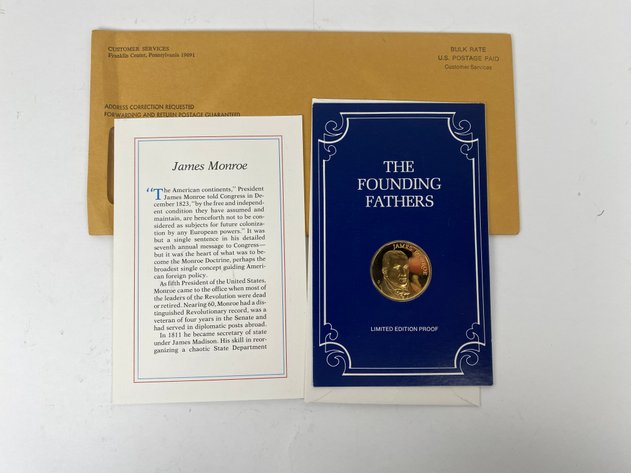 CUSTOMER SERVICES
Franklin Center, Pennsylvania 19091
BULK RATE
U.S. POSTAGE PAID
Customer Services
ADDRESS CORRECTION REQUESTED
FORWARDING AND RETURN POSTAGE GUARANTEED
James Monroe
"The American continents," President
James Monroe told Congress in De-
cember 1823, "by the free and independ-
ent condition they have assumed and
maintain, are henceforth not to be con-
sidered as subjects for future coloniza-
tion by any European powers." It was
but a single sentence in his detailed
seventh annual message to Congress—
but it was the heart of what was to be-
come the Monroe Doctrine, perhaps the
broadest single concept guiding Ameri-
can foreign policy.
As fifth President of the United States,
Monroe came to the office when most of
the leaders of the Revolution were dead
or retired. Nearing 60, Monroe had a dis-
tinguished Revolutionary record, was a
veteran of four years in the Senate and
had served in diplomatic posts abroad.
In 1811 he became secretary of state
under James Madison. His skill in reor-
ganizing a chaotic State Department
THE
FOUNDING
FATHERS
JAMES MONROE
LIMITED EDITION PROOF